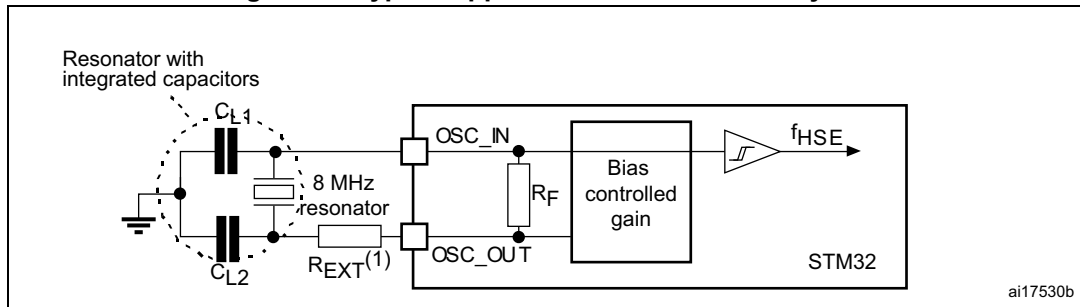 Resonator with
integrated capacitors
CL1
OSC_IN
fHSE
8 MHz
resonator
RF
Bias
controlled
gain
REXT(1)
OSC_OUT
CL2
STM32
ai17530b